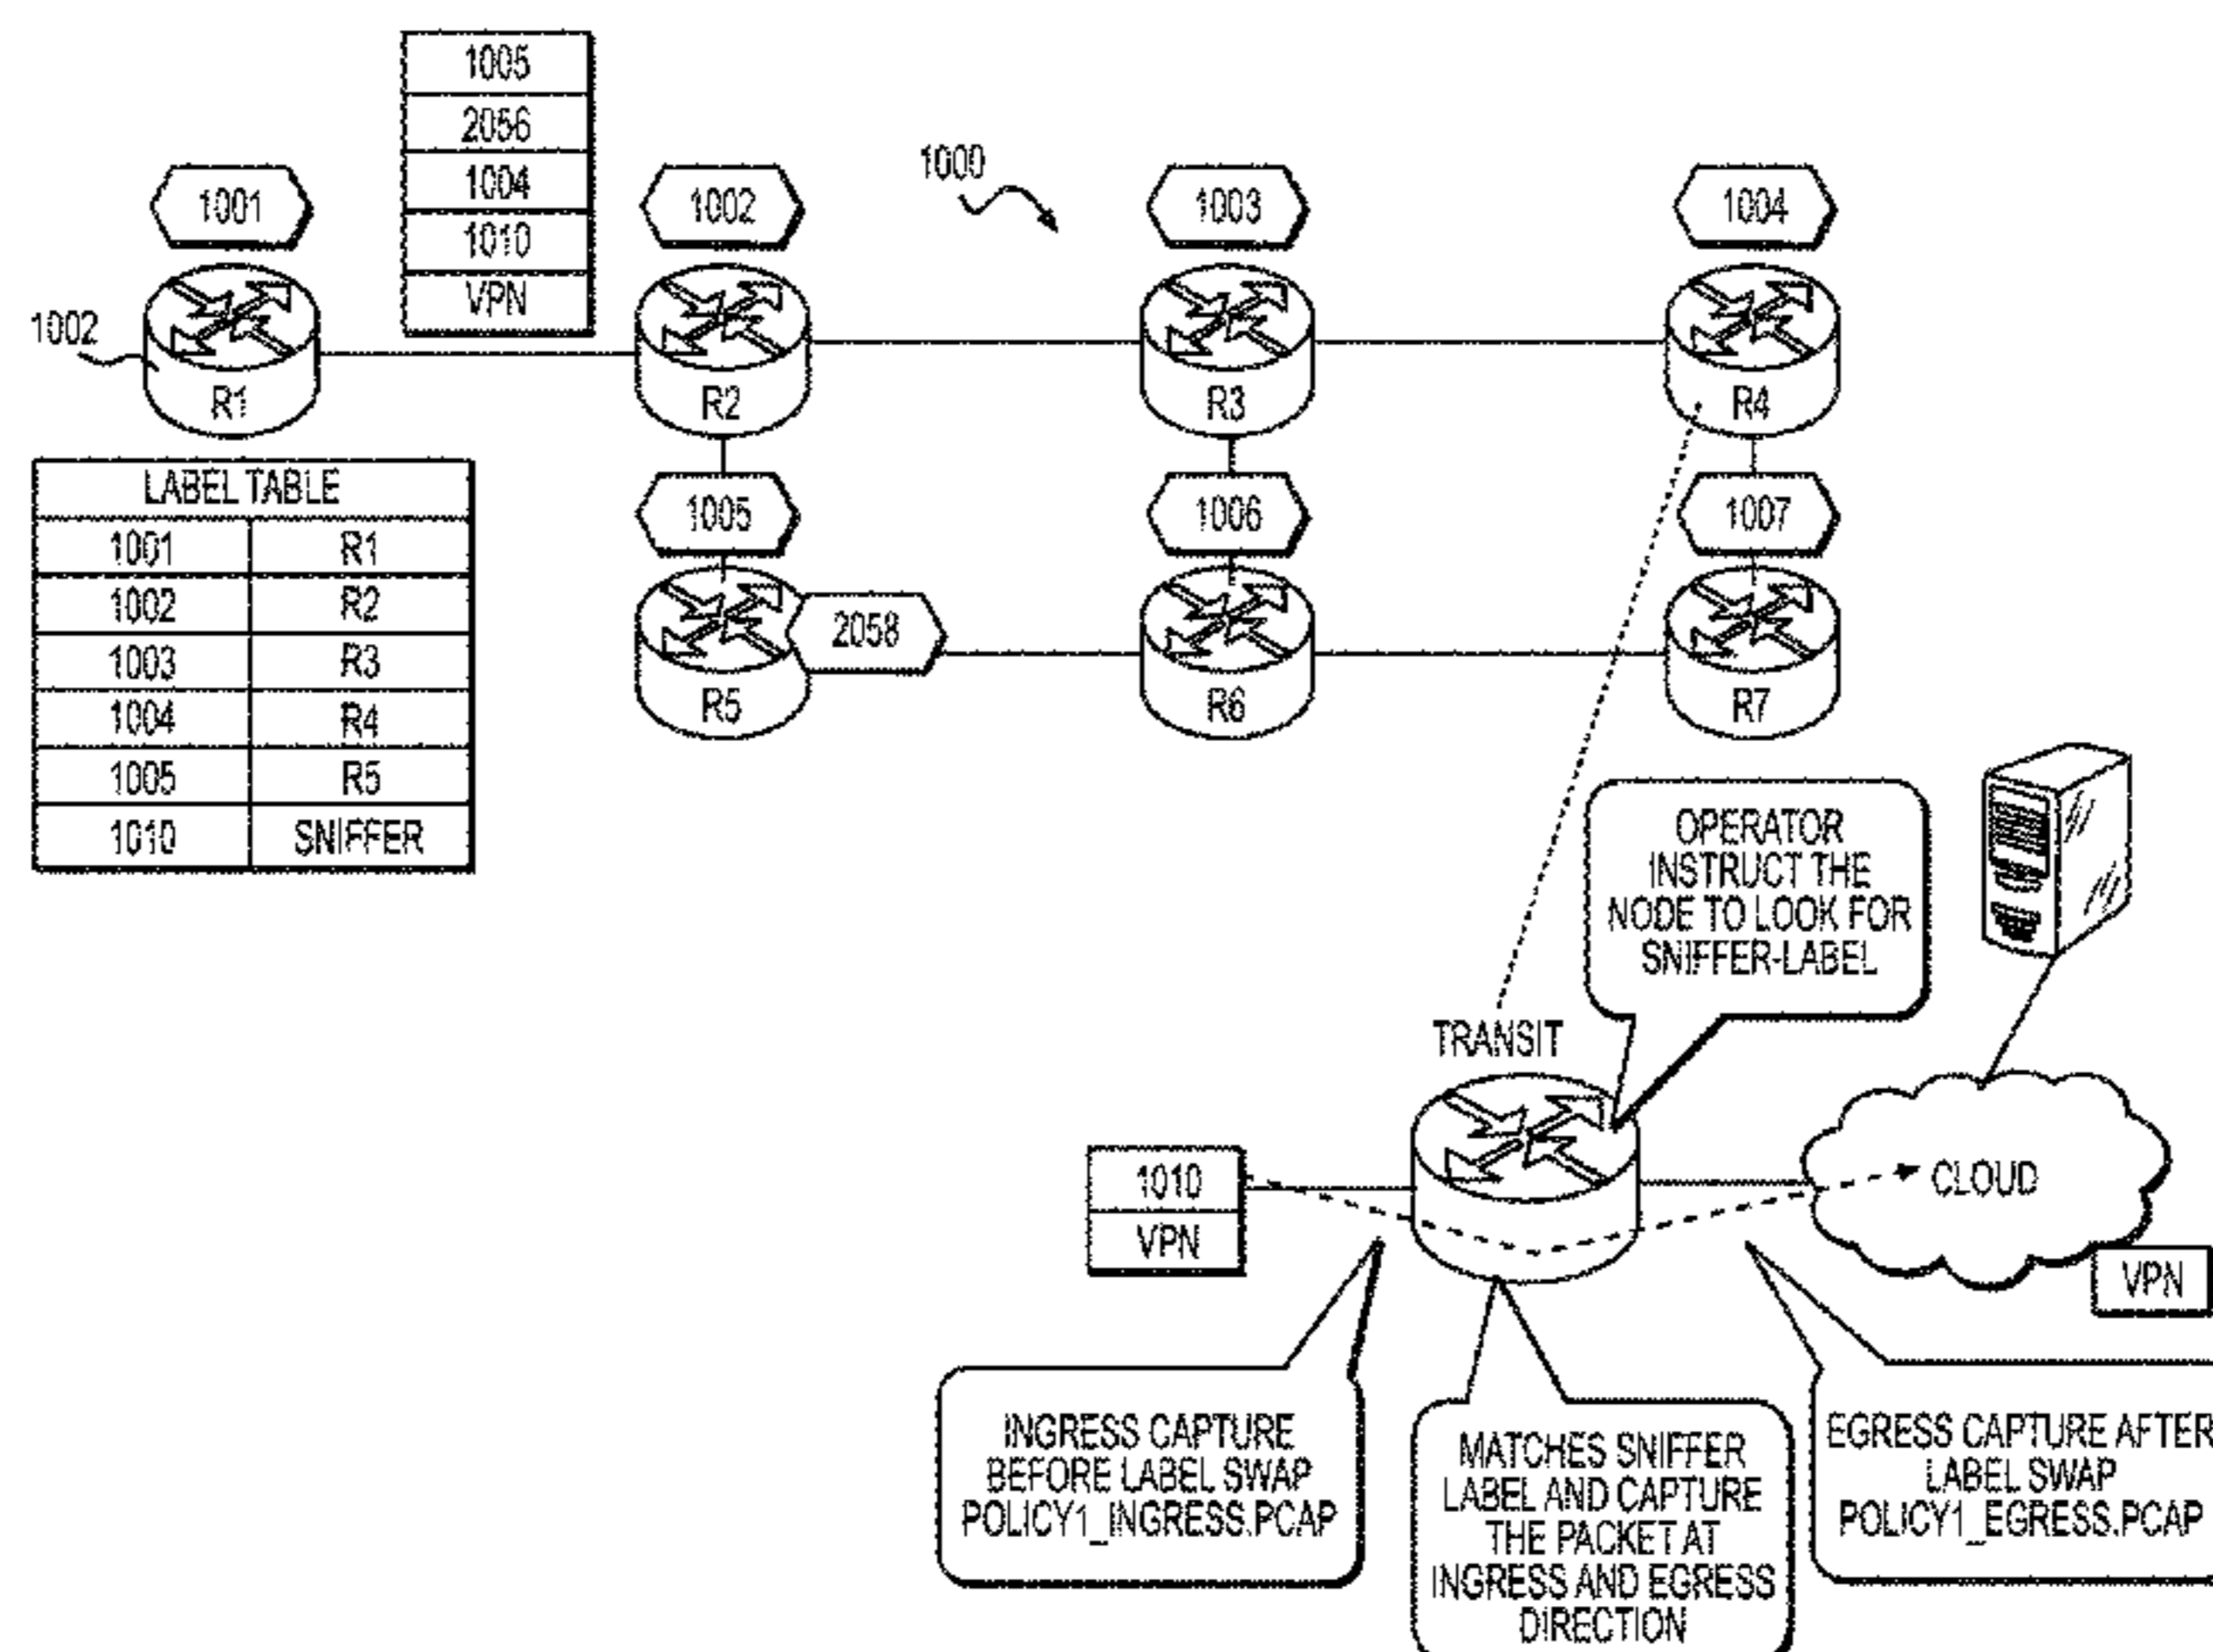 1005
2056
1004
1010
VPN
1000
1001
1002
1003
1004
1002
R1
R2
R3
R4
LABEL TABLE
1001 R1
1002 R2
1003 R3
1004 R4
1005 R5
1010 SNIFFER
1005
1006
1007
2058
R5
R6
R7
OPERATOR
INSTRUCT THE
NODE TO LOOK FOR
SNIFFER-LABEL
TRANSIT
1010
VPN
CLOUD
VPN
INGRESS CAPTURE
BEFORE LABEL SWAP
POLICY1_INGRESS.PCAP
MATCHES SNIFFER
LABEL AND CAPTURE
THE PACKET AT
INGRESS AND EGRESS
DIRECTION
EGRESS CAPTURE AFTER
LABEL SWAP
POLICY1_EGRESS.PCAP